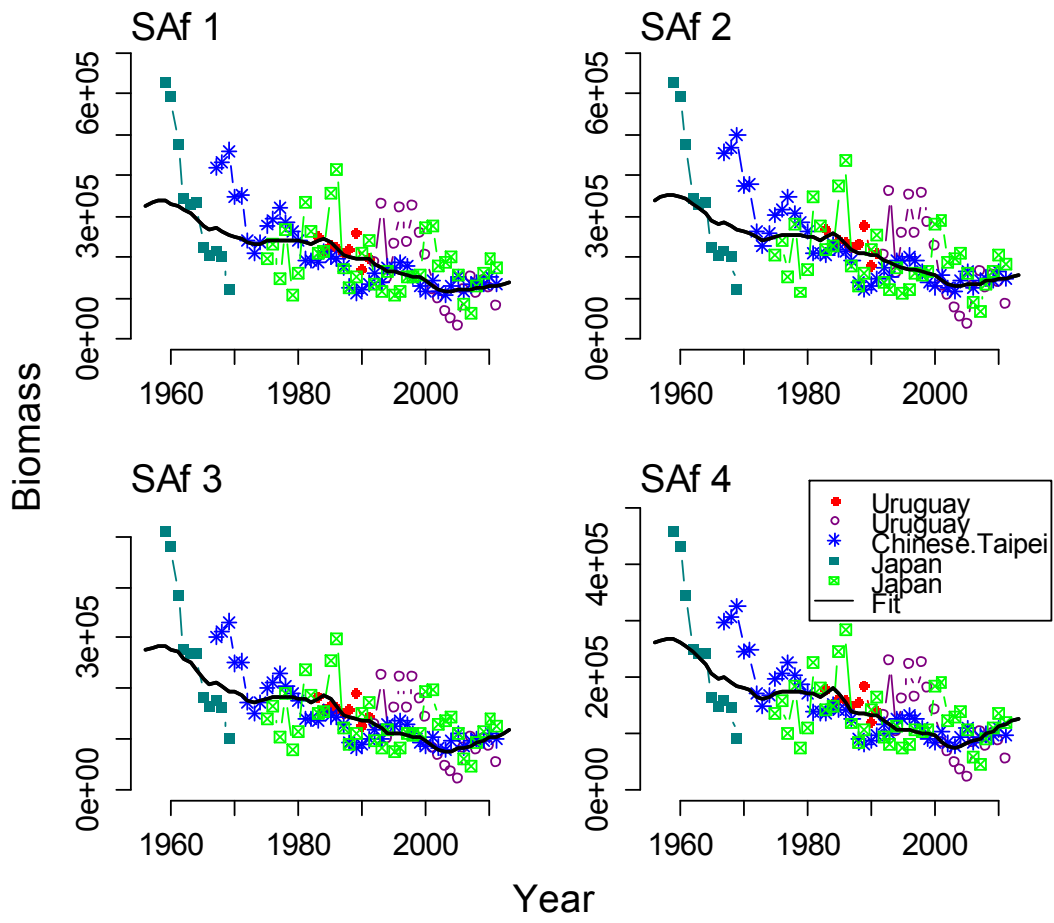 SAf 1
SAf 2
0e+00 3e+05 6e+05
0e+00 3e+05 6e+05
1960 1980 2000
1960 1980 2000
Biomass
SAf 3
SAf 4
Uruguay
Uruguay
Chinese.Taipei
Japan
Japan
Fit
0e+00 3e+05
0e+00 2e+05 4e+05
1960 1980 2000
1960 1980 2000
Year